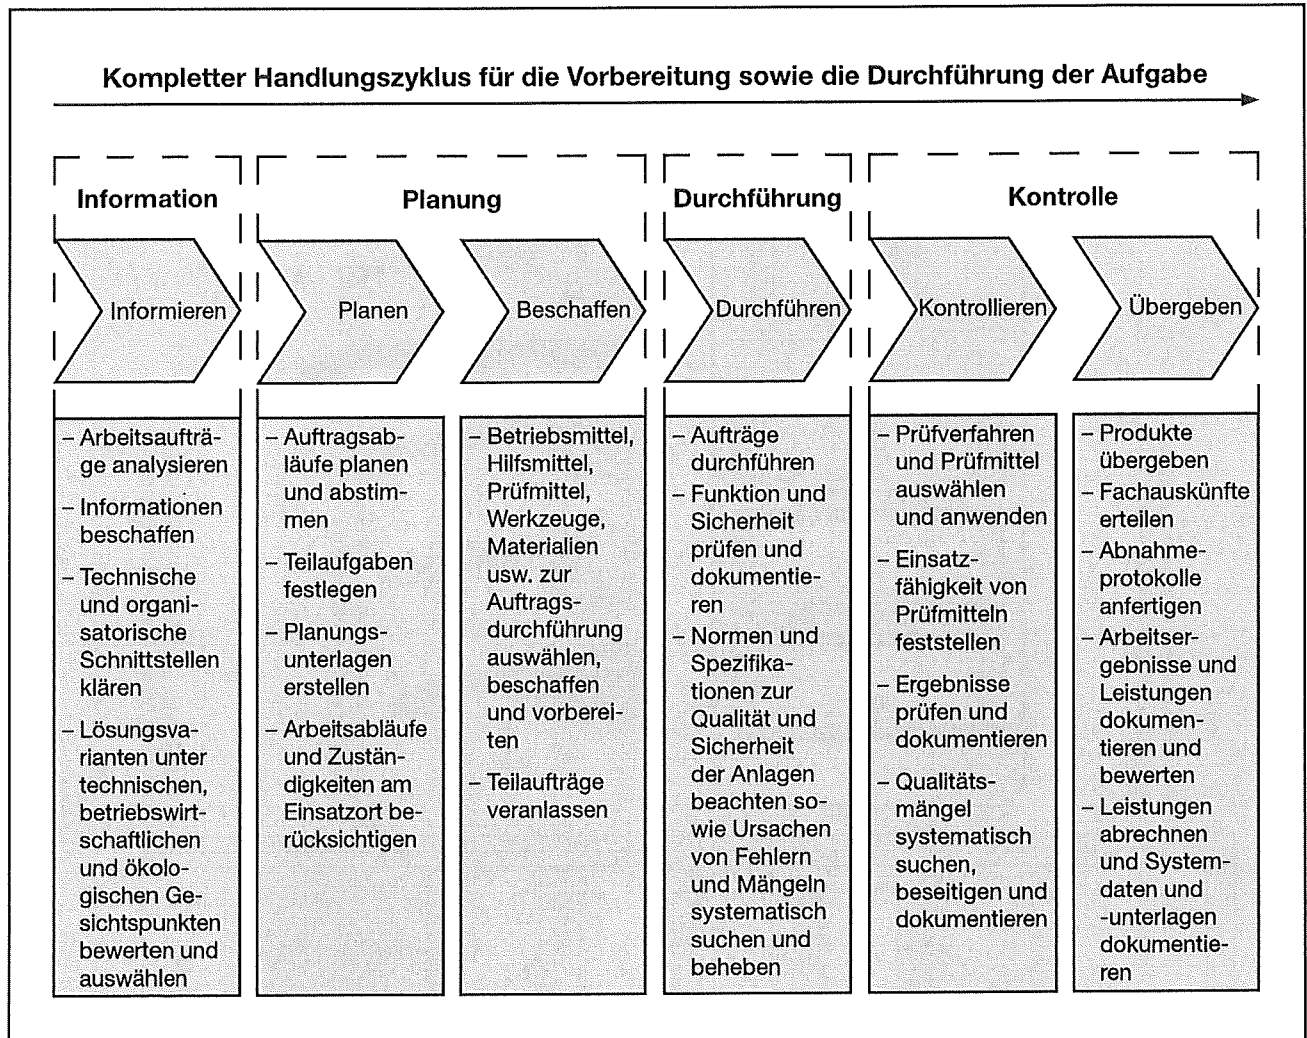 Kompletter Handlungszyklus für die Vorbereitung sowie die Durchführung der Aufgabe
Information
Planung
Durchführung
Kontrolle
Informieren
Planen
Beschaffen
Durchführen
Kontrollieren
Übergeben
– Arbeitsaufträ-
ge analysieren
– Informationen
beschaffen
– Technische
und organi-
satorische
Schnittstellen
klären
– Lösungsva-
rianten unter
technischen,
betriebswirt-
schaftlichen
und ökolo-
gischen Ge-
sichtspunkten
bewerten und
auswählen
– Auftragsab-
läufe planen
und abstim-
men
– Teilaufgaben
festlegen
– Planungs-
unterlagen
erstellen
– Arbeitsabläufe
und Zustän-
digkeiten am
Einsatzort be-
rücksichtigen
– Betriebsmittel,
Hilfsmittel,
Prüfmittel,
Werkzeuge,
Materialien
usw. zur
Auftrags-
durchführung
auswählen,
beschaffen
und vorberei-
ten
– Teilaufträge
veranlassen
– Aufträge
durchführen
– Funktion und
Sicherheit
prüfen und
dokumentie-
ren
– Normen und
Spezifika-
tionen zur
Qualität und
Sicherheit
der Anlagen
beachten so-
wie Ursachen
von Fehlern
und Mängeln
systematisch
suchen und
beheben
– Prüfverfahren
und Prüfmittel
auswählen
und anwenden
– Einsatz-
fähigkeit von
Prüfmitteln
feststellen
– Ergebnisse
prüfen und
dokumentieren
– Qualitäts-
mängel
systematisch
suchen,
beseitigen und
dokumentieren
– Produkte
übergeben
– Fachauskünfte
erteilen
– Abnahme-
protokolle
anfertigen
– Arbeitser-
gebnisse und
Leistungen
dokumen-
tieren und
bewerten
– Leistungen
abrechnen
und System-
daten und
-unterlagen
dokumentie-
ren